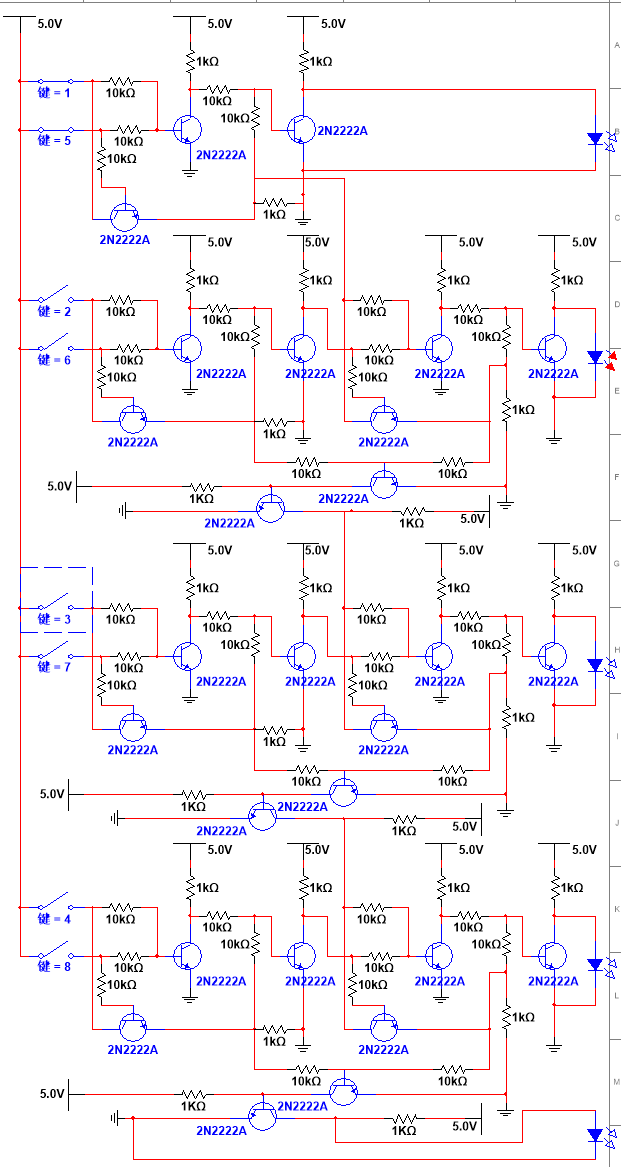 5.0V 5.0V 5.0V
A
1kΩ 1kΩ
键 = 1 10kΩ 10kΩ
10kΩ
B
键 = 5 10kΩ 2N2222A
10kΩ 2N2222A
1kΩ
C
2N2222A
5.0V 5.0V 5.0V 5.0V
1kΩ 1kΩ 1kΩ 1kΩ
D
键 = 2 10kΩ 10kΩ 10kΩ 10kΩ
10kΩ 10kΩ
键 = 6 10kΩ 10kΩ
10kΩ 2N2222A 2N2222A 10kΩ 2N2222A 2N2222A
E
1kΩ
1kΩ
2N2222A 2N2222A
10kΩ 10kΩ
F
5.0V 1KΩ 2N2222A
2N2222A 1KΩ 5.0V
5.0V 5.0V 5.0V 5.0V
G
1kΩ 1kΩ 1kΩ 1kΩ
键 = 3 10kΩ 10kΩ 10kΩ 10kΩ
10kΩ 10kΩ
H
键 = 7 10kΩ 10kΩ
10kΩ 2N2222A 2N2222A 10kΩ 2N2222A 2N2222A
1kΩ
I
1kΩ
2N2222A 2N2222A
10kΩ 10kΩ
5.0V 1KΩ 2N2222A
J
2N2222A 1KΩ 5.0V
5.0V 5.0V 5.0V 5.0V
1kΩ 1kΩ 1kΩ 1kΩ
K
键 = 4 10kΩ 10kΩ 10kΩ 10kΩ
10kΩ 10kΩ
键 = 8 10kΩ 10kΩ
L
10kΩ 2N2222A 2N2222A 10kΩ 2N2222A 2N2222A
1kΩ
1kΩ
2N2222A 2N2222A
10kΩ 10kΩ
M
5.0V 1KΩ 2N2222A
2N2222A 1KΩ 5.0V